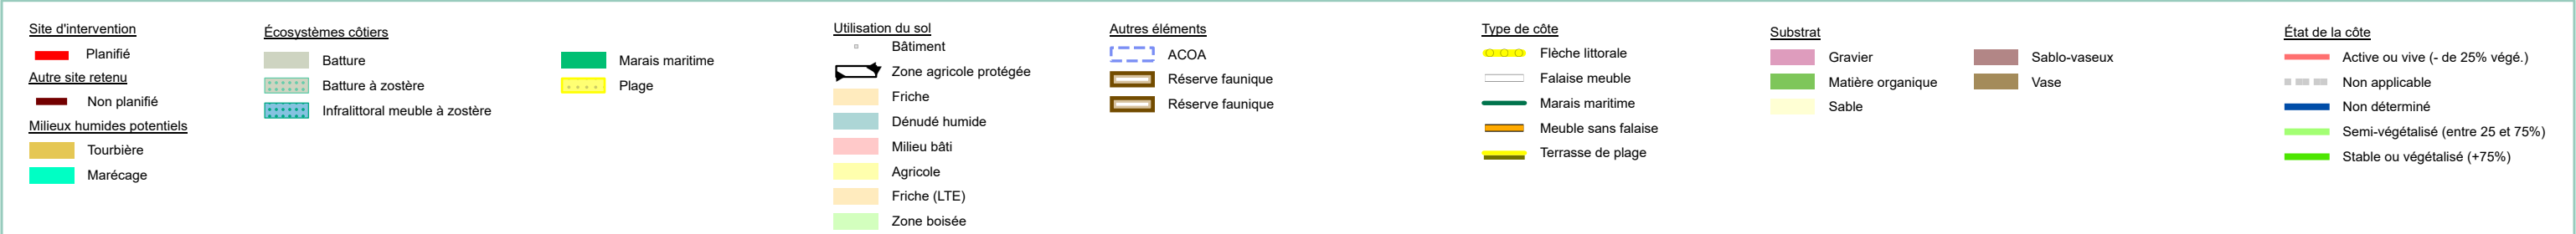 Site d'intervention
Planifié
Autre site retenu
Non planifié
Milieux humides potentiels
Tourbière
Marécage
Écosystèmes côtiers
Batture
Batture à zostère
Infralittoral meuble à zostère
Marais maritime
Plage
Utilisation du sol
Bâtiment
Zone agricole protégée
Friche
Dénudé humide
Milieu bâti
Agricole
Friche (LTE)
Zone boisée
Autres éléments
ACOA
Réserve faunique
Réserve faunique
Type de côte
Flèche littorale
Falaise meuble
Marais maritime
Meuble sans falaise
Terrasse de plage
Substrat
Gravier
Matière organique
Sable
Sablo-vaseux
Vase
État de la côte
Active ou vive (- de 25% végé.)
Non applicable
Non déterminé
Semi-végétalisé (entre 25 et 75%)
Stable ou végétalisé (+75%)